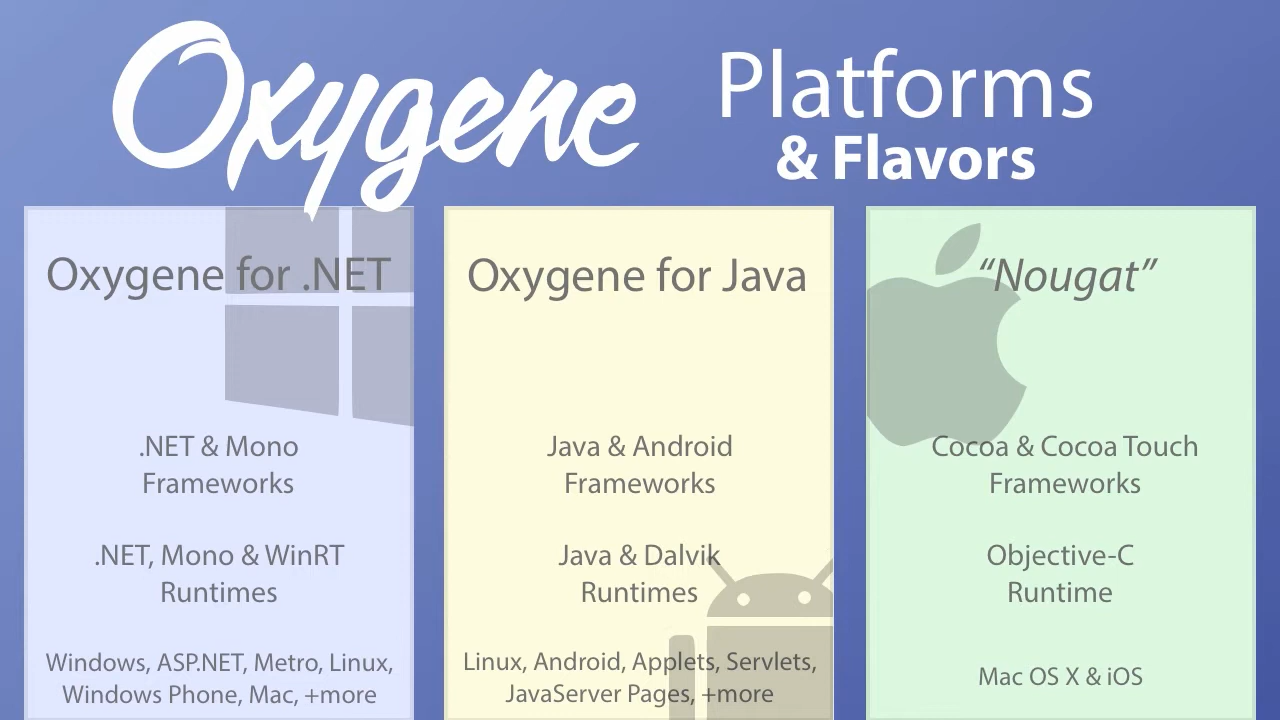 Oxygene
Platforms
& Flavors
Oxygene for .NET
.NET & Mono
Frameworks
.NET, Mono & WinRT
Runtimes
Windows, ASP.NET, Metro, Linux,
Windows Phone, Mac, +more
Oxygene for Java
Java & Android
Frameworks
Java & Dalvik
Runtimes
Linux, Android, Applets, Servlets,
JavaServer Pages, +more
“Nougat”
Cocoa & Cocoa Touch
Frameworks
Objective-C
Runtime
Mac OS X & iOS